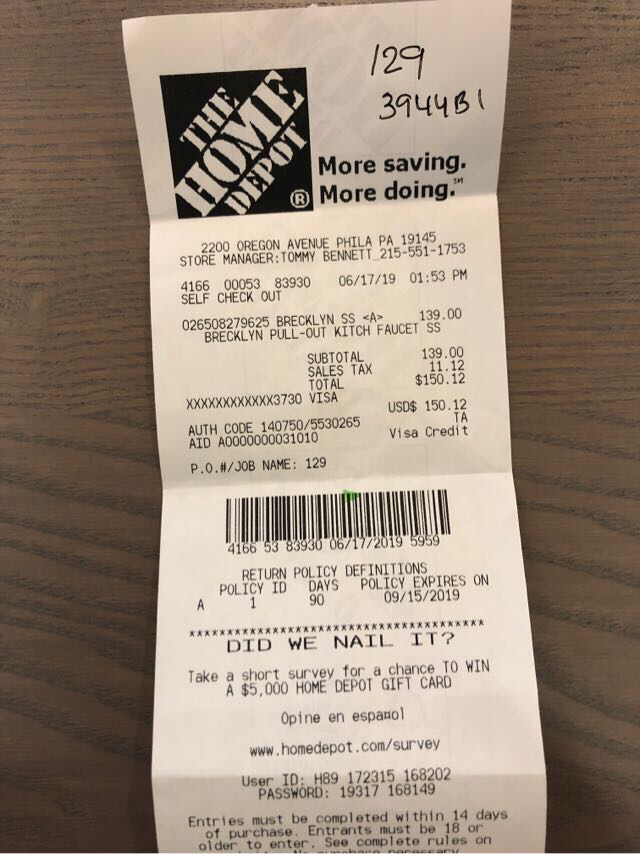 129
3944B1
THE
HOME
DEPOT
®
More saving.
More doing.℠
2200 OREGON AVENUE PHILA PA 19145
STORE MANAGER:TOMMY BENNETT 215-551-1753
4166 00053 83930 06/17/19 01:53 PM
SELF CHECK OUT
026508279625 BRECKLYN SS <A> 139.00
BRECKLYN PULL-OUT KITCH FAUCET SS
SUBTOTAL 139.00
SALES TAX 11.12
TOTAL $150.12
XXXXXXXXXXXX3730 VISA
USD$ 150.12
AUTH CODE 140750/5530265 TA
AID A0000000031010 Visa Credit
P.O.#/JOB NAME: 129
4166 53 83930 06/17/2019 5959
RETURN POLICY DEFINITIONS
POLICY ID DAYS POLICY EXPIRES ON
A 1 90 09/15/2019
*******************************************
DID WE NAIL IT?
Take a short survey for a chance TO WIN
A $5,000 HOME DEPOT GIFT CARD
Opine en español
www.homedepot.com/survey
User ID: H89 172315 168202
PASSWORD: 19317 168149
Entries must be completed within 14 days
of purchase. Entrants must be 18 or
older to enter. See complete rules on